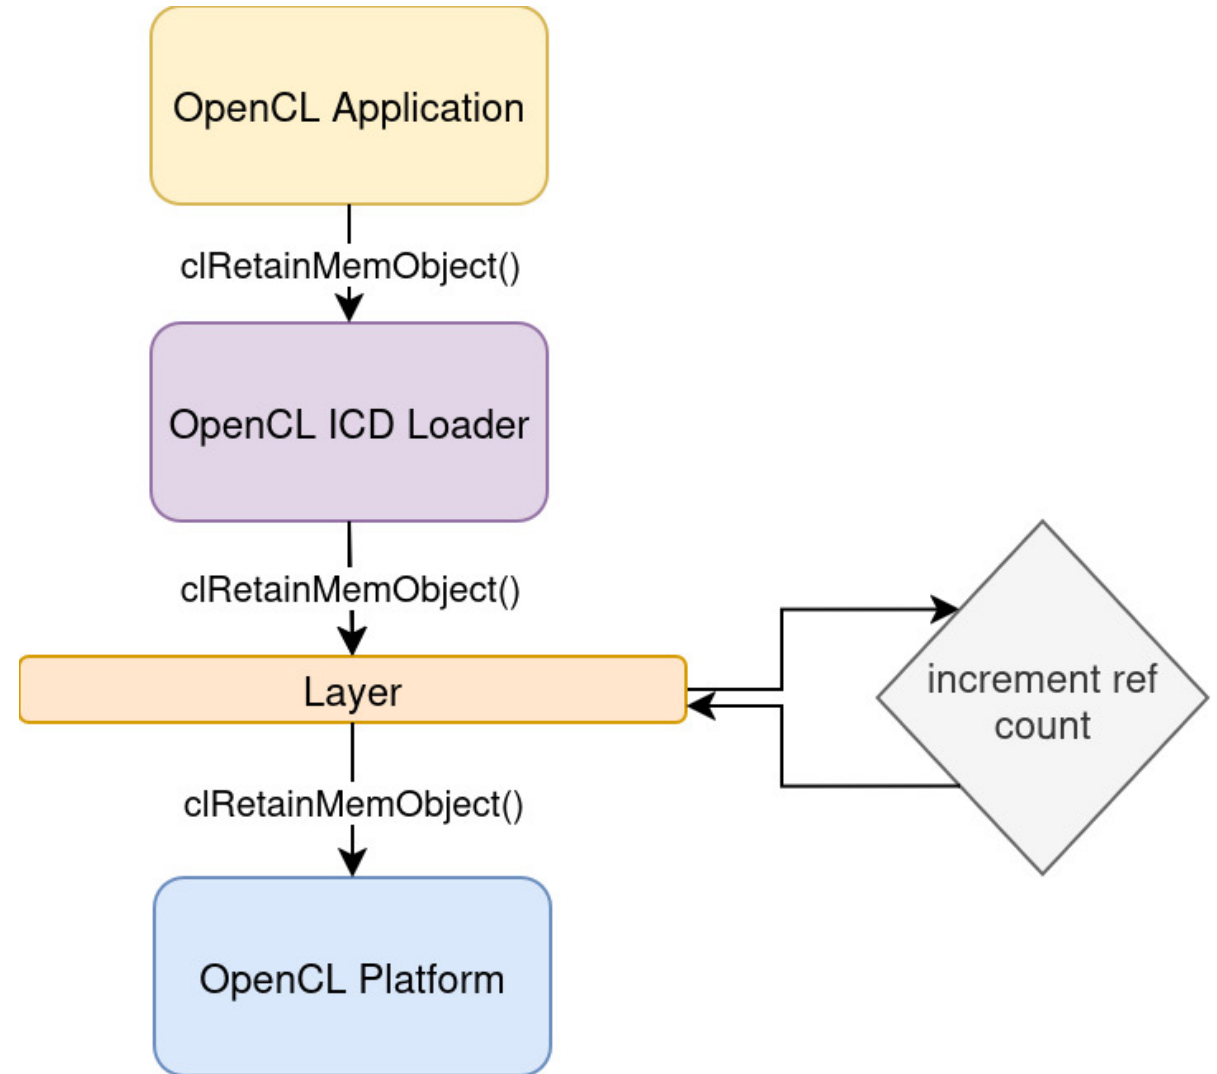 OpenCL Application
clRetainMemObject()
OpenCL ICD Loader
clRetainMemObject()
Layer
increment ref
count
clRetainMemObject()
OpenCL Platform